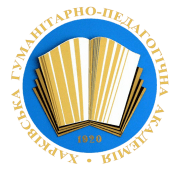 ХАРКІВСЬКА ГУМАНІТАРНО-ПЕДАГОГІЧНА АКАДЕМІЯ •
1920